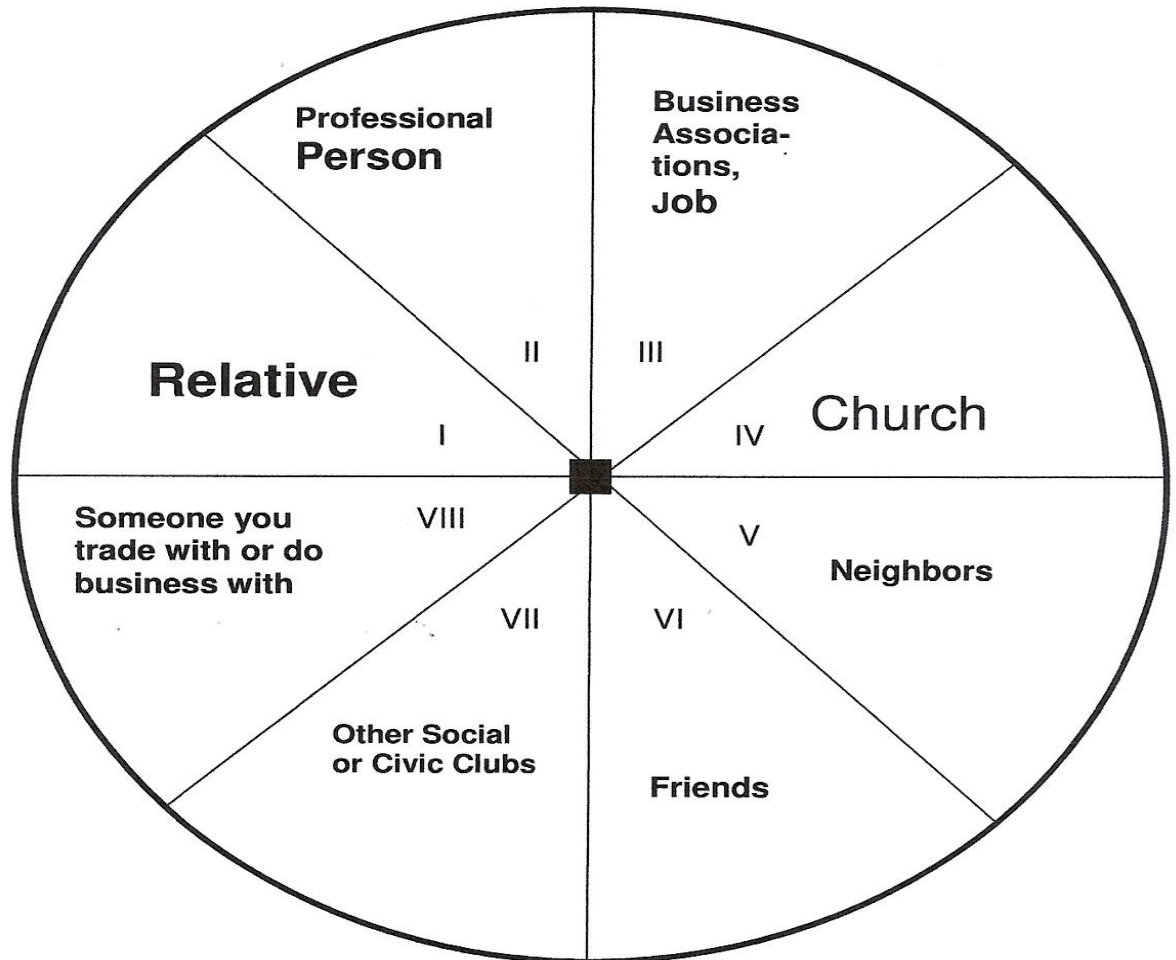 Professional
Person
II
Business
Associa-
tions,
Job
III
Relative
I
Church
IV
Someone you
trade with or do
business with
VIII
Neighbors
V
Other Social
or Civic Clubs
VII
Friends
VI